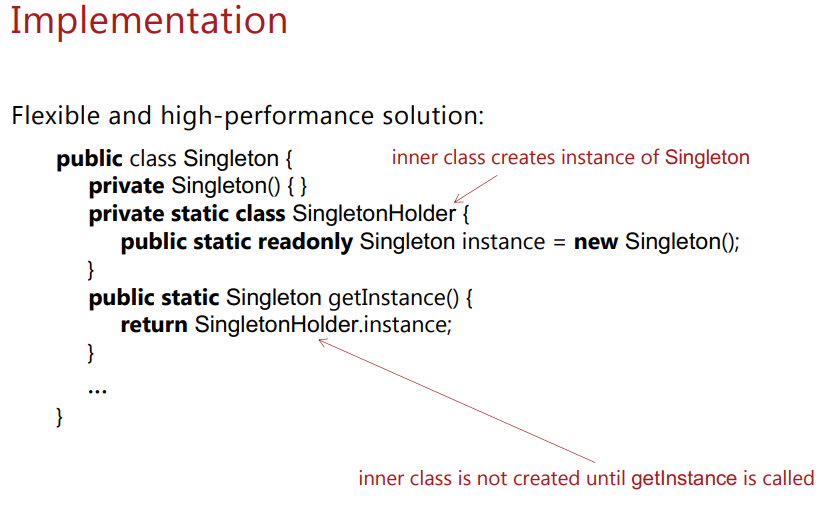 Implementation
Flexible and high-performance solution:
public class Singleton {
inner class creates instance of Singleton
private Singleton() { }
private static class SingletonHolder {
public static readonly Singleton instance = new Singleton();
}
public static Singleton getInstance() {
return SingletonHolder.instance;
}
...
}
inner class is not created until getInstance is called